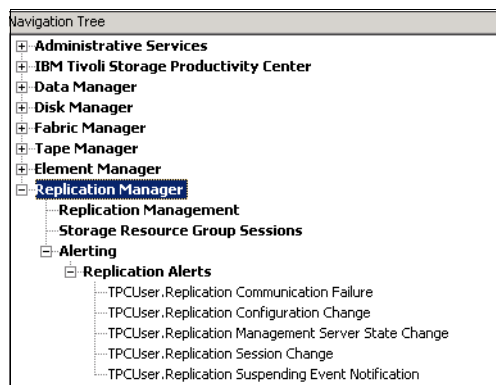 Navigation Tree
Administrative Services
IBM Tivoli Storage Productivity Center
Data Manager
Disk Manager
Fabric Manager
Tape Manager
Element Manager
Replication Manager
Replication Management
Storage Resource Group Sessions
Alerting
Replication Alerts
TPCUser.Replication Communication Failure
TPCUser.Replication Configuration Change
TPCUser.Replication Management Server State Change
TPCUser.Replication Session Change
TPCUser.Replication Suspending Event Notification